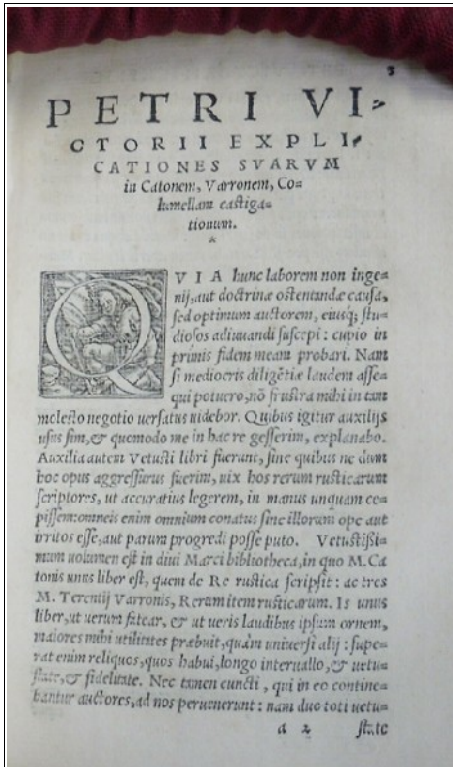 3
PETRI VI-
CTORII EXPLI-
CATIONES SVARVM
in Catonem, Varronem, Co-
lumellam castiga-
tionum.
*
QVIA hunc laborem non inge-
nij, aut doctrinæ ostentandæ causa,
sed optimum auctorem, eiusq; stu-
diosos adiuuandi suscepi: cupio in
primis fidem meam probari. Nam
si mediocris diligẽtiæ laudem asse-
qui potuero, nõ frustra mihi in tam
molesto negotio uersatus uidebor. Quibus igitur auxilijs
usus sim, & quemodo me in hac re gesserim, explanabo.
Auxilia autem Vetusti libri fuerunt, sine quibus ne dum
hoc opus aggressurus fuerim, uix hos rerum rusticarum
scriptores, ut accuratius legerem, in manus unquam ce-
pissem: omneis enim omnium conatus sine illorum ope aut
irritos esse, aut parum progredi posse puto. Vetustissi-
mum uolumen est in diui Marci bibliotheca, in quo M. Ca
tonis unus liber est, quem de Re rustica scripsit: ac tres
M. Terentij Varronis, Rerum item rusticarum. Is unus
liber, ut uerum fatear, & ut ueris laudibus ipsum ornem,
maiores mihi utilitates præbuit, quàm uniuersi alij: supe-
rat enim reliquos, quos habui, longo interuallo, & uetu-
state, & fidelitate. Nec tamen cuncti, qui in eo contine-
bantur auctores, ad nos peruenerunt: nam duo toti uetu-
a 2 state